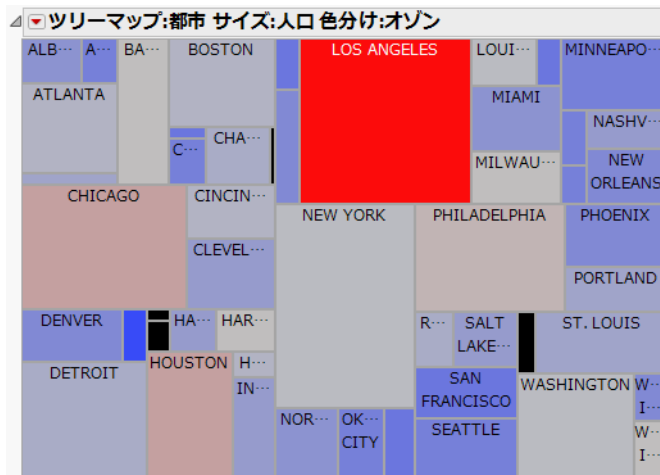 ツリーマップ:都市 サイズ:人口 色分け:オゾン
ALB…
A…
BA…
BOSTON
LOS ANGELES
LOUI…
MINNEAPO…
ATLANTA
MIAMI
NASHV…
C…
CHA…
MILWAU…
NEW
ORLEANS
CHICAGO
CINCIN…
NEW YORK
PHILADELPHIA
PHOENIX
CLEVEL…
PORTLAND
DENVER
HA…
HAR…
R…
SALT
LAKE…
ST. LOUIS
DETROIT
HOUSTON
H…
IN…
SAN
FRANCISCO
WASHINGTON
W…
I…
NOR…
OK…
CITY
SEATTLE
W…
I…